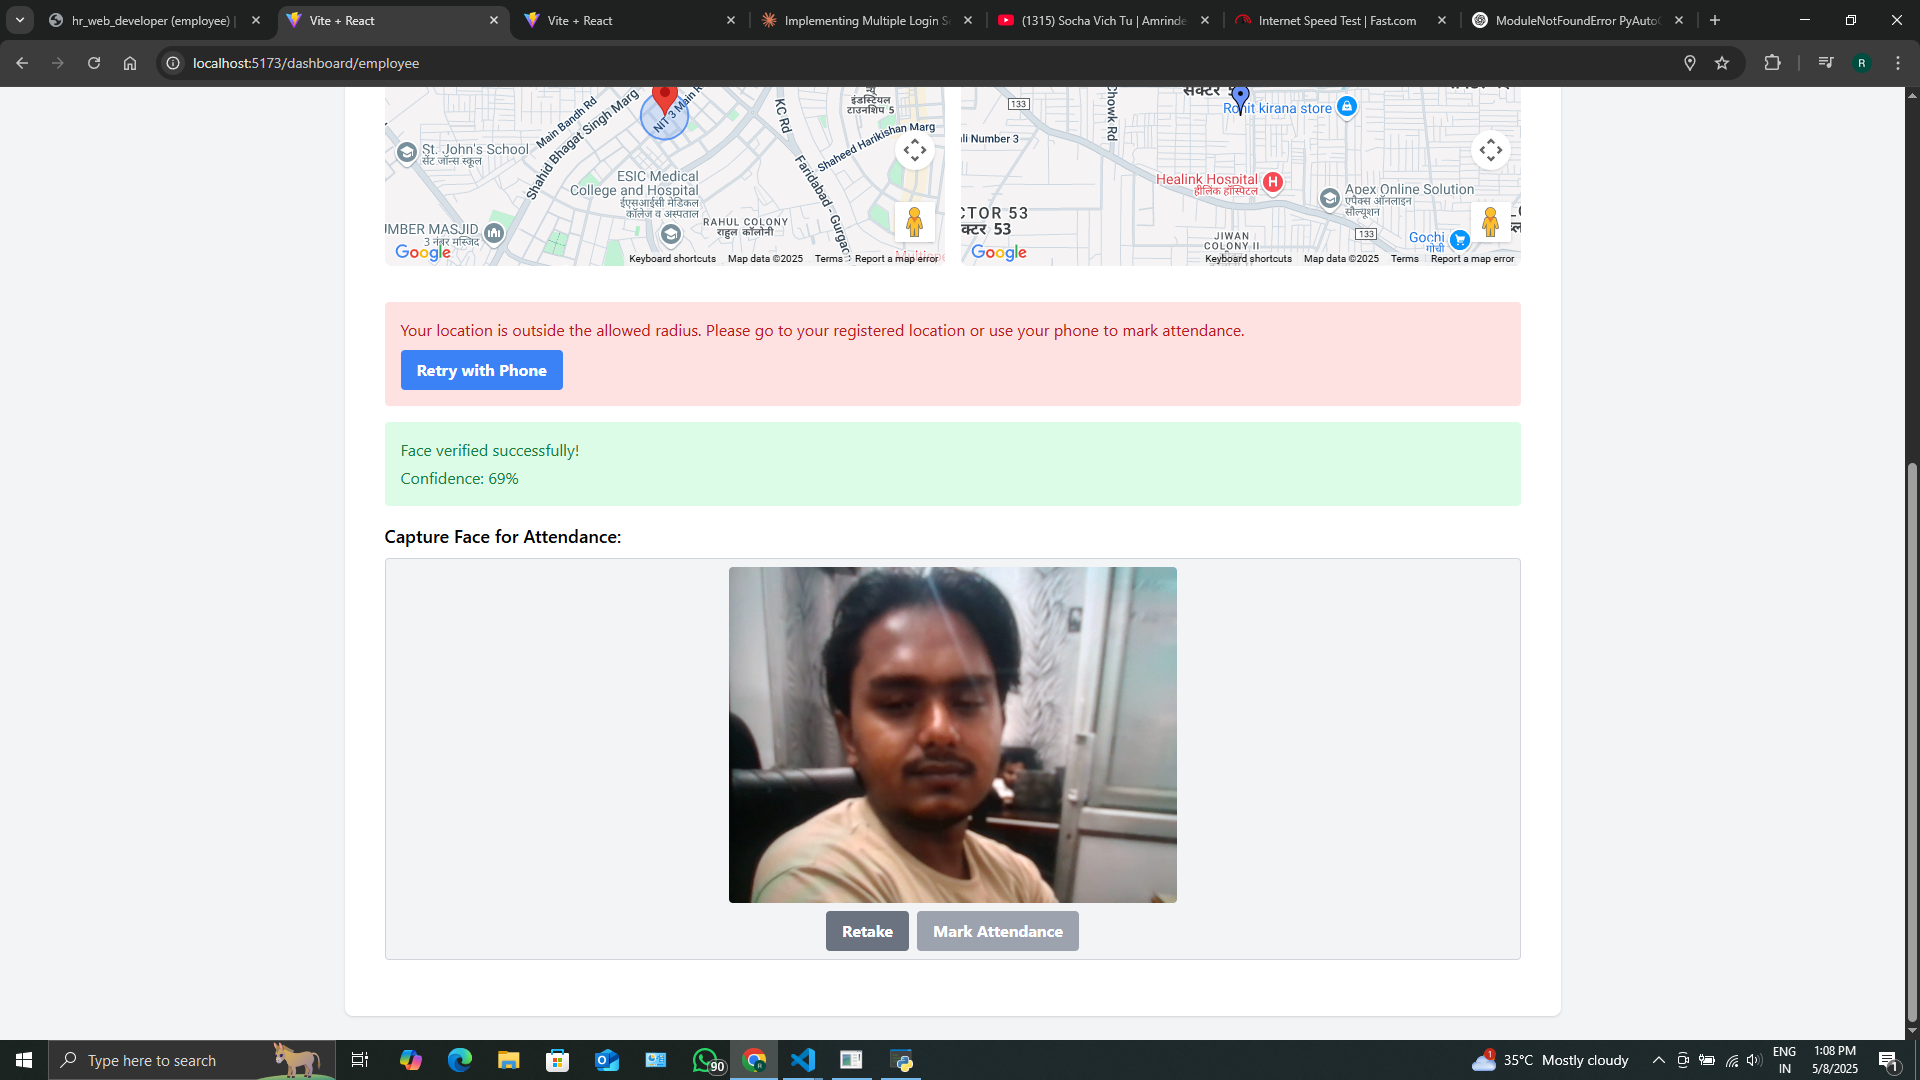 hr_web_developer (employee) |
Vite + React
Vite + React
Implementing Multiple Login S
(1315) Socha Vich Tu | Amrinde
Internet Speed Test | Fast.com
ModuleNotFoundError PyAuto
localhost:5173/dashboard/employee
R
Main Bandh Rd
Shahid Bhagat Singh Marg
NIT 3 Main R
KC Rd
इंडस्ट्रियल
टाउनशिप 5
Shaheed Harikishan Marg
St. John's School
सेंट जॉन्स स्कूल
ESIC Medical
College and Hospital
ईएसआईसी मेडिकल
कॉलेज व अस्पताल
Faridabad - Gurgao
RAHUL COLONY
राहुल कॉलोनी
UMBER MASJID
3 नंबर मस्जिद
Google
Keyboard shortcuts
Map data ©2025
Terms
Report a map error
133
Chowk Rd
सेक्टर 5
Rohit kirana store
li Number 3
Healink Hospital
हीलिंक हॉस्पिटल
H
Apex Online Solution
एपैक्स ऑनलाइन
सौल्यूशन
CTOR 53
क्टर 53
JIWAN
COLONY II
133
Gochi
गोची
Google
Keyboard shortcuts
Map data ©2025
Terms
Report a map error
Your location is outside the allowed radius. Please go to your registered location or use your phone to mark attendance.
Retry with Phone
Face verified successfully!
Confidence: 69%
Capture Face for Attendance:
Retake
Mark Attendance
Type here to search
90
1
35°C Mostly cloudy
ENG
IN
1:08 PM
5/8/2025
1